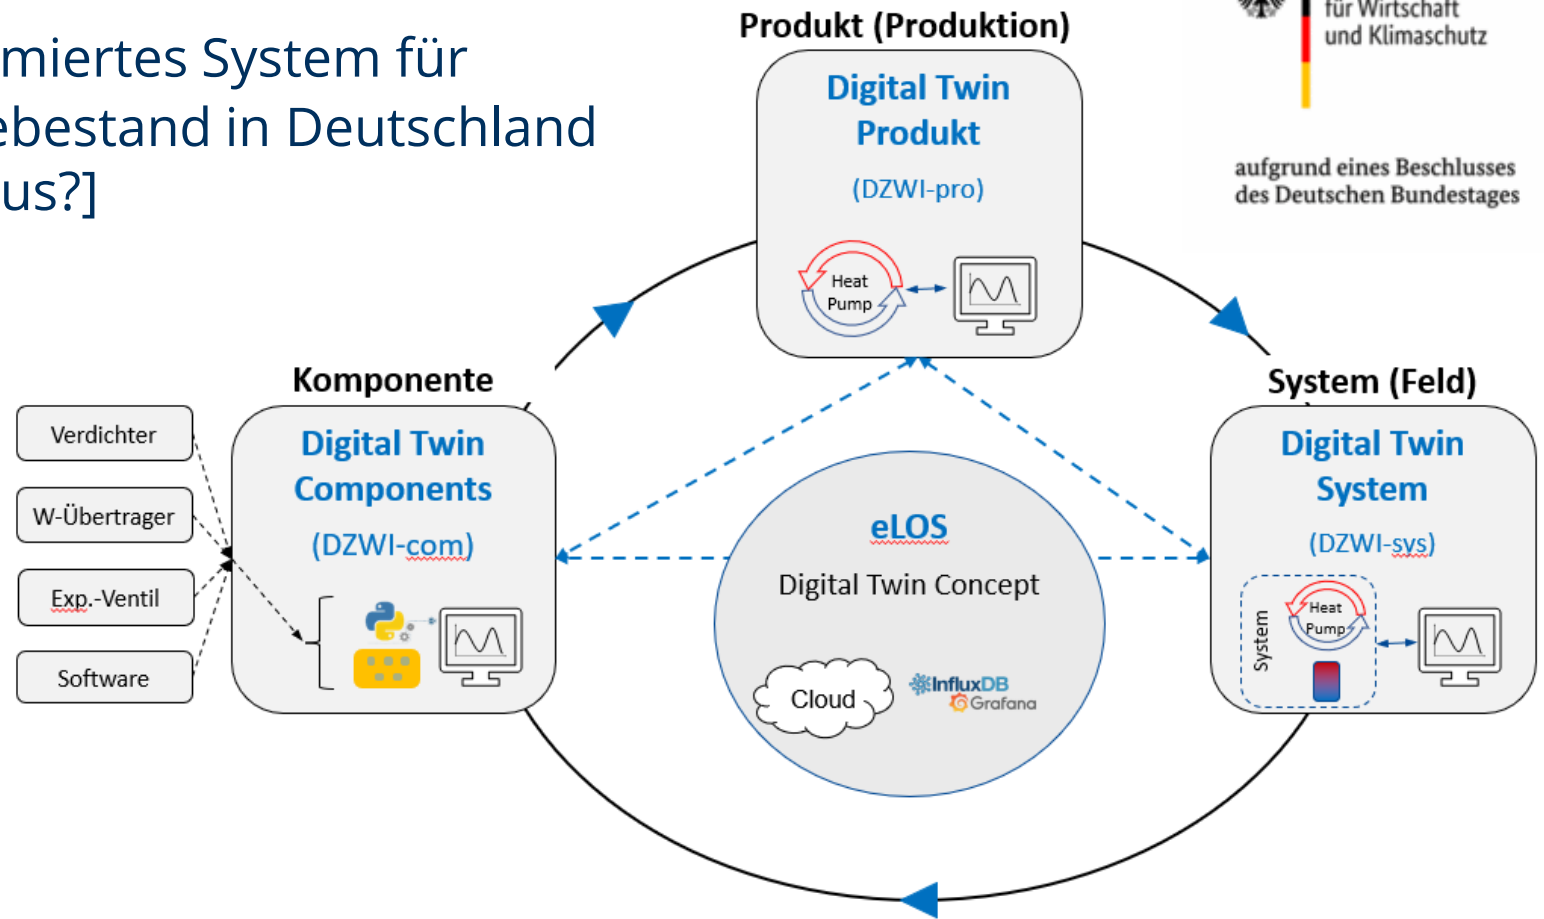 miertes System für
ebestand in Deutschland
us?]
für Wirtschaft
und Klimaschutz
aufgrund eines Beschlusses
des Deutschen Bundestages
Produkt (Produktion)
Digital Twin
Produkt
(DZWI-pro)
Heat
Pump
Komponente
Verdichter
W-Übertrager
Exp.-Ventil
Software
Digital Twin
Components
(DZWI-com)
eLOS
Digital Twin Concept
Cloud
InfluxDB
Grafana
System (Feld)
Digital Twin
System
(DZWI-sys)
System
Heat
Pump